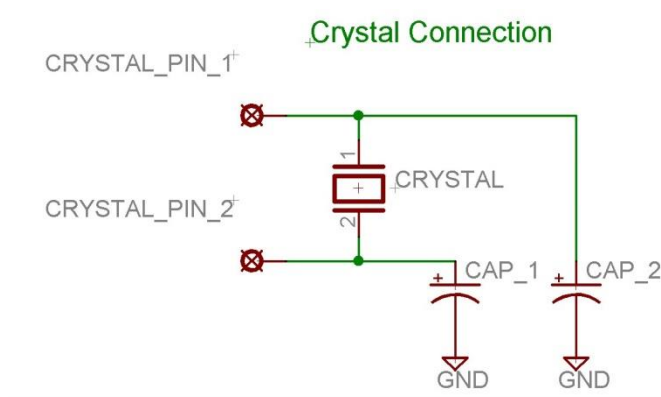 Crystal Connection
CRYSTAL_PIN_1
1
CRYSTAL
CRYSTAL_PIN_2
2
+ CAP_1
+ CAP_2
GND
GND